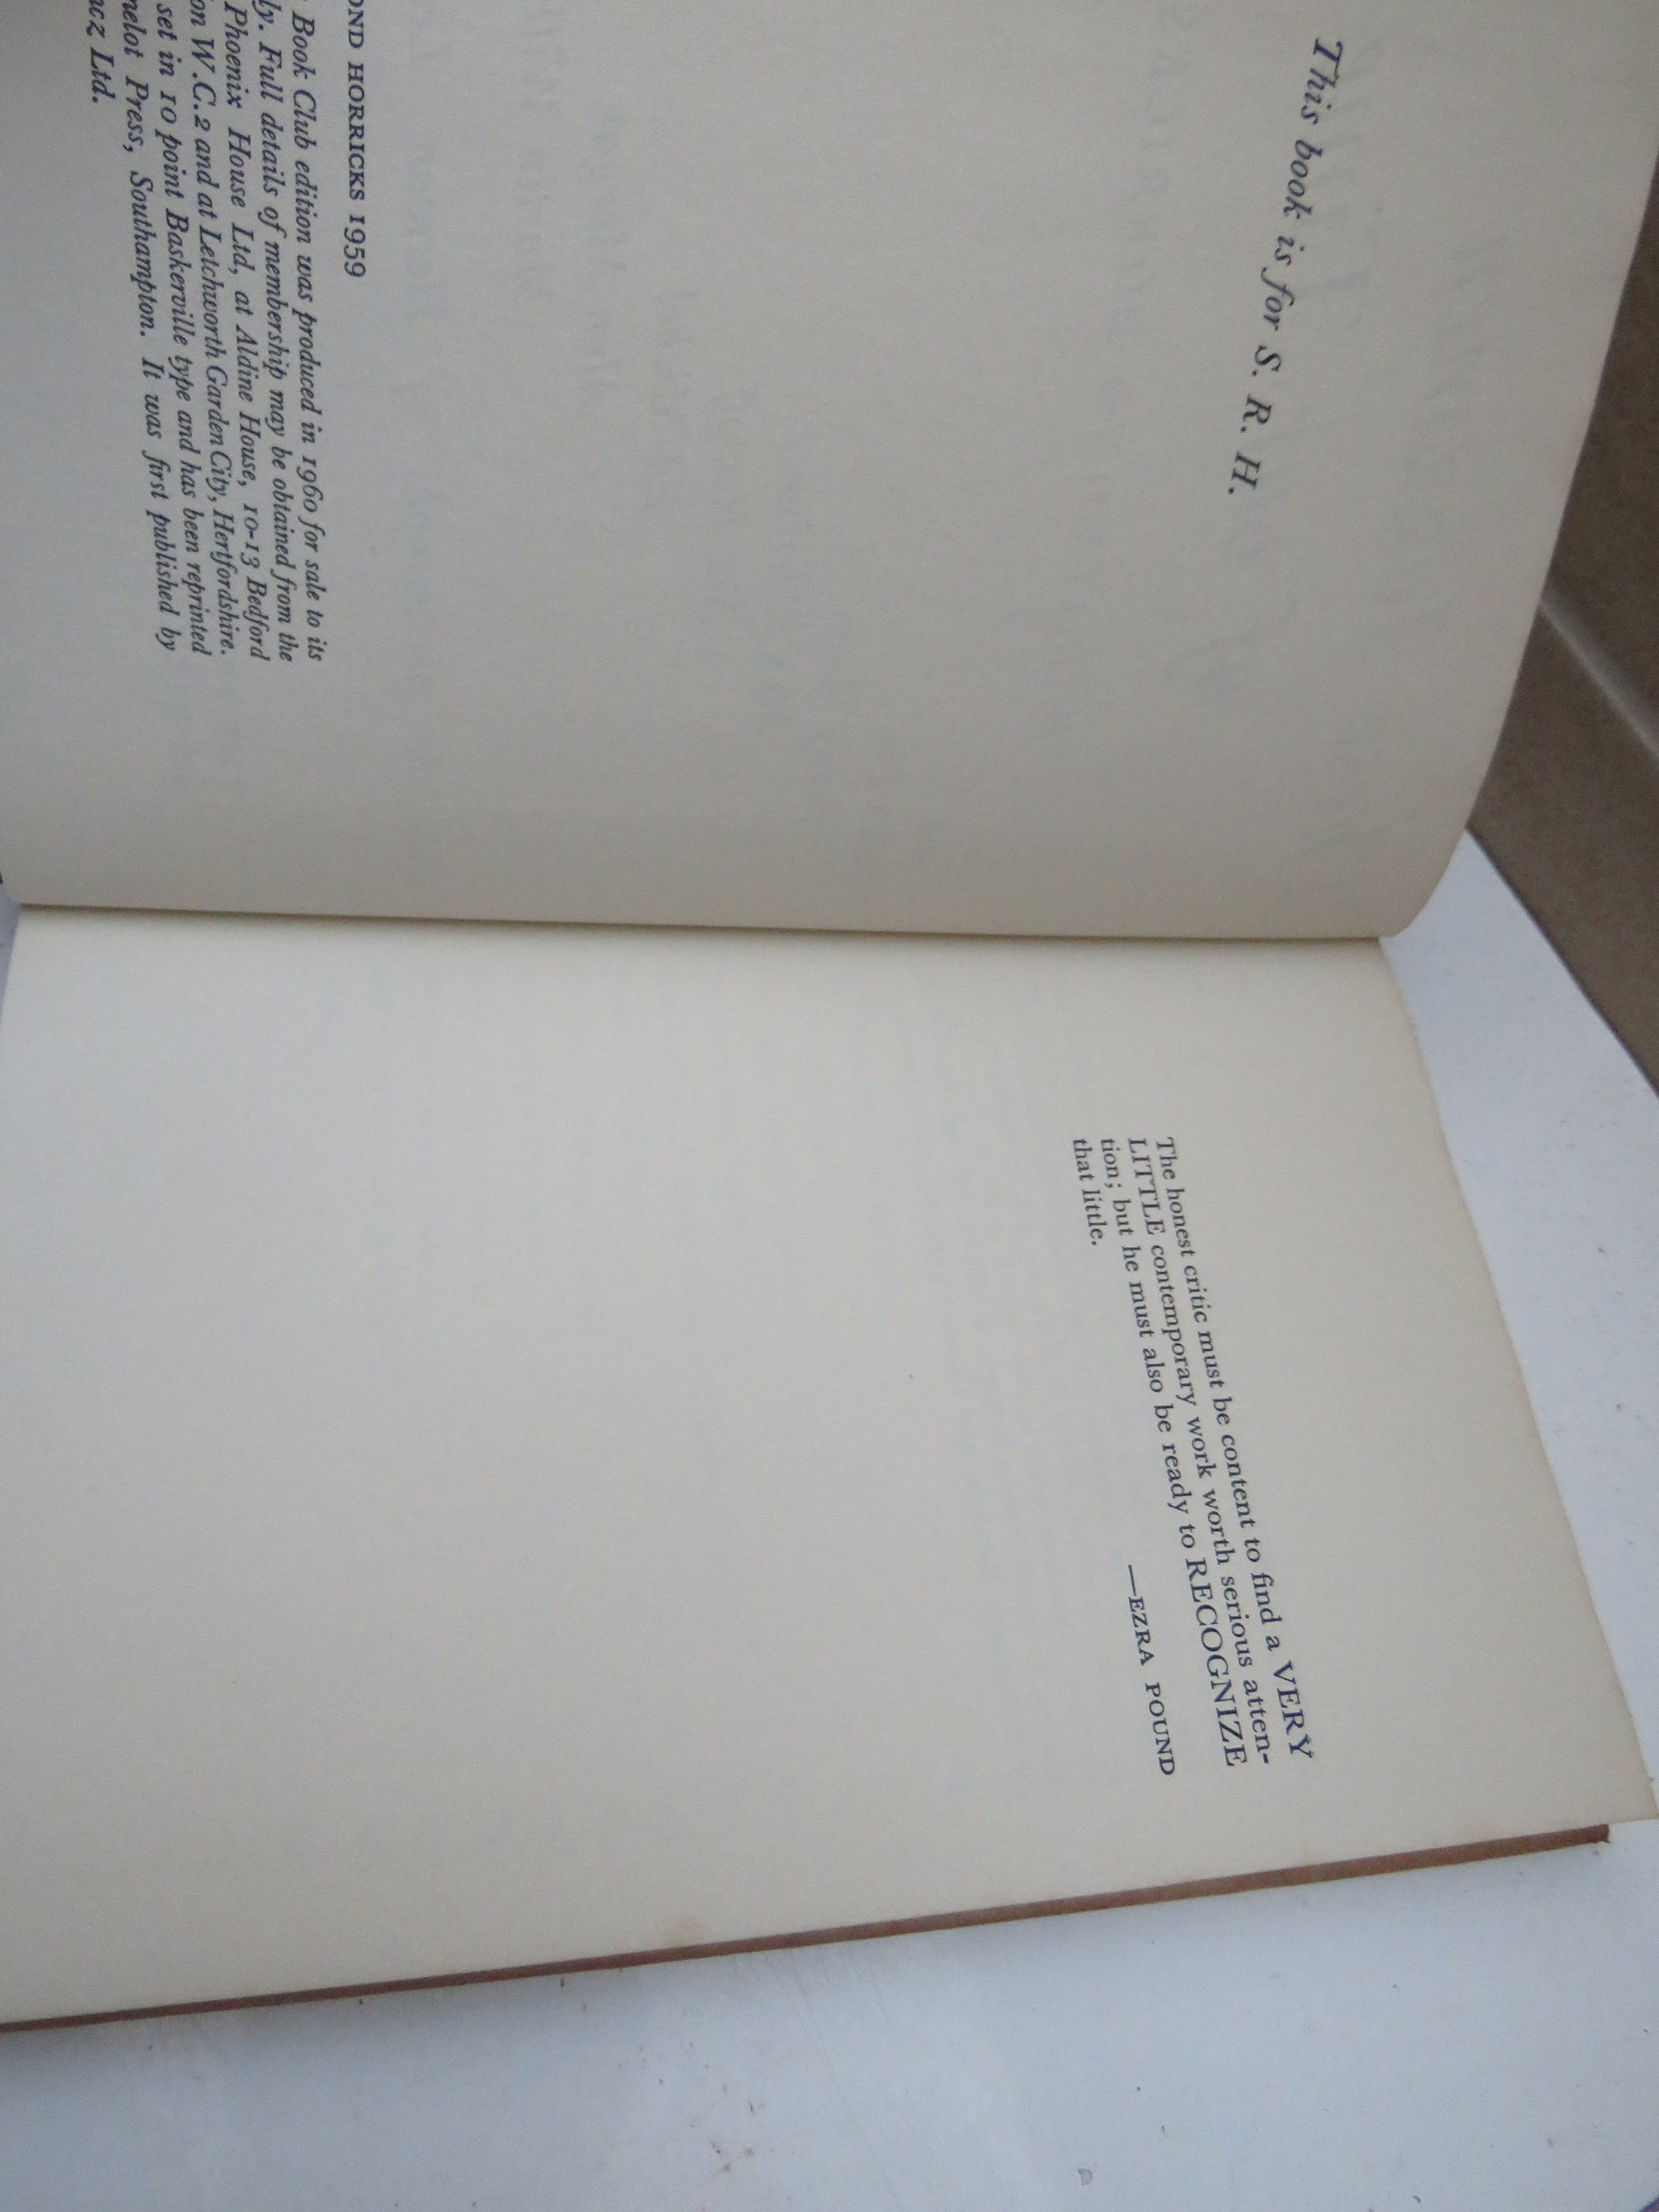 This book is for S. R. H.
OND HORRICKS 1959
Book Club edition was produced in 1960 for sale to its
ly. Full details of membership may be obtained from the
Phoenix House Ltd, at Aldine House, 10-13 Bedford
on W.C.2 and at Letchworth Garden City, Hertfordshire.
set in 10 point Baskerville type and has been reprinted
melot Press, Southampton. It was first published by
ncz Ltd.
The honest critic must be content to find a VERY
LITTLE contemporary work worth serious atten-
tion; but he must also be ready to RECOGNIZE
that little.
—EZRA POUND